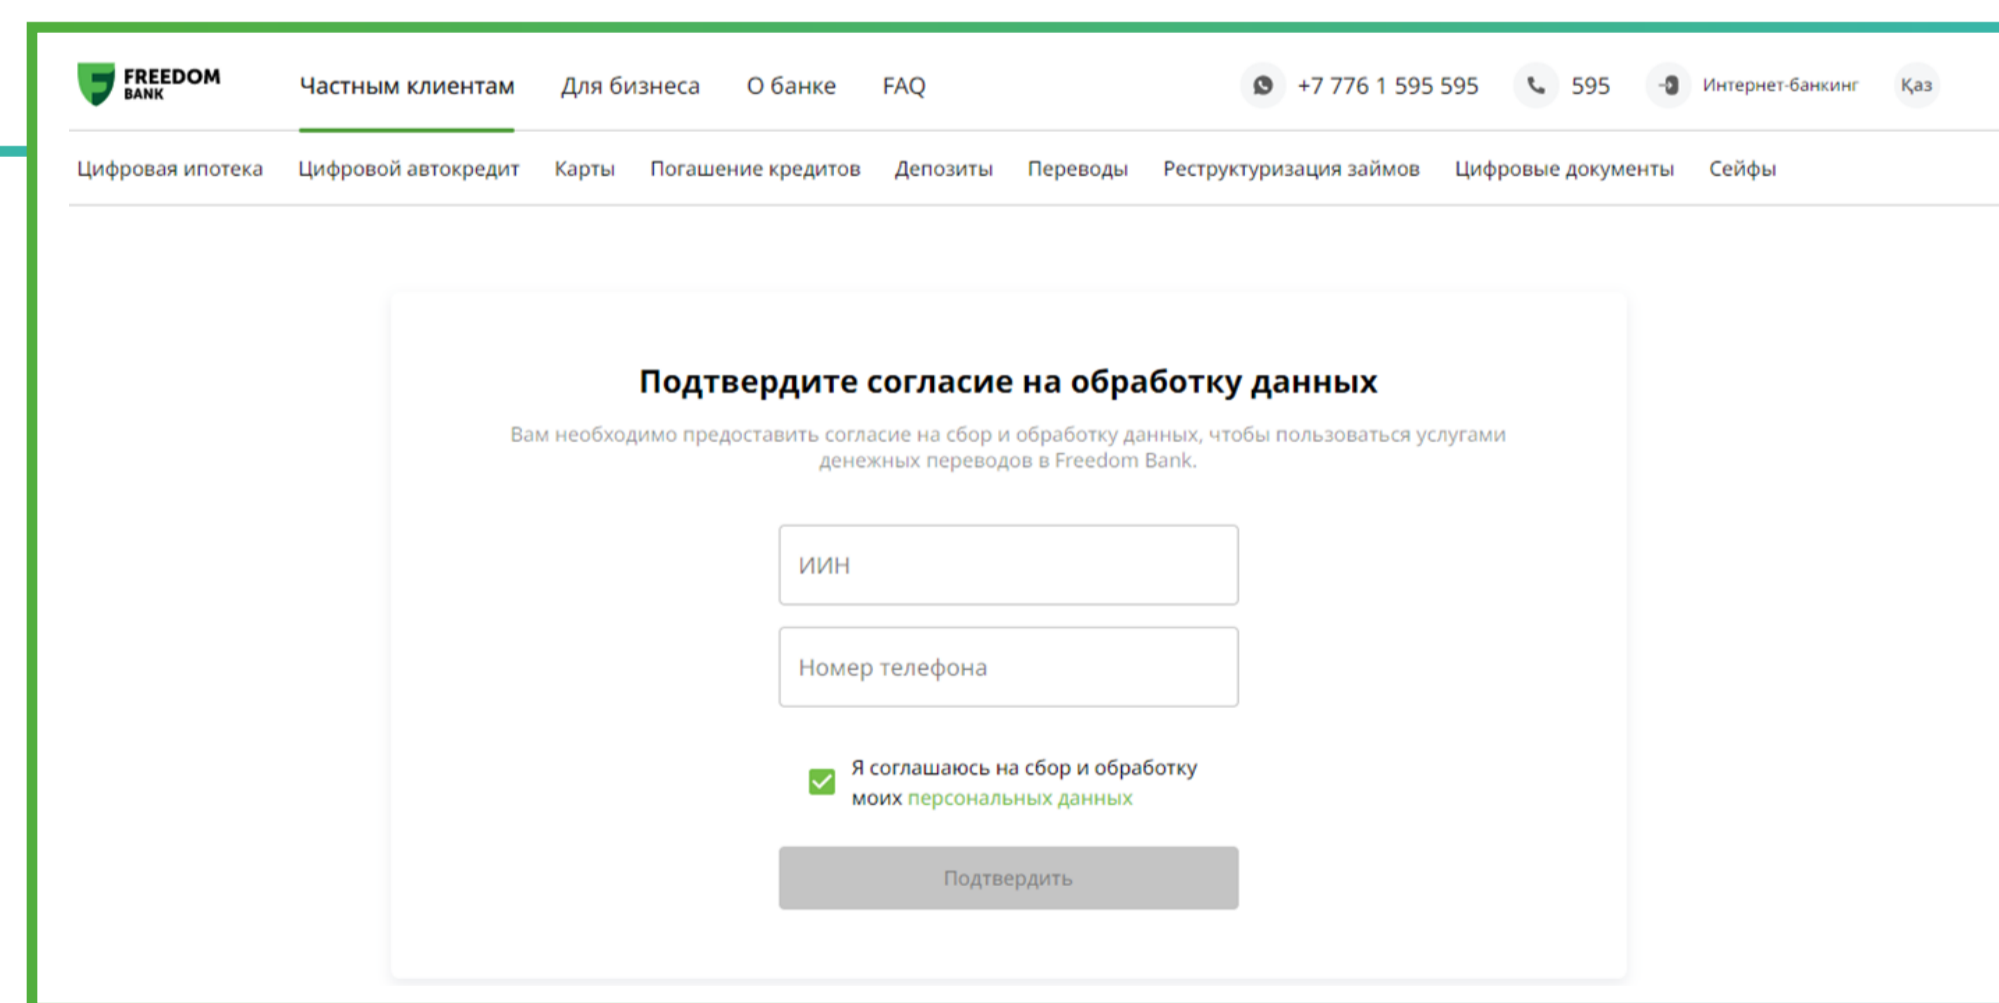 FREEDOM
BANK
Частным клиентам Для бизнеса О банке FAQ +7 776 1 595 595 595 Интернет-банкинг Қаз
Цифровая ипотека Цифровой автокредит Карты Погашение кредитов Депозиты Переводы Реструктуризация займов Цифровые документы Сейфы
Подтвердите согласие на обработку данных
Вам необходимо предоставить согласие на сбор и обработку данных, чтобы пользоваться услугами
денежных переводов в Freedom Bank.
ИИН
Номер телефона
Я соглашаюсь на сбор и обработку
моих персональных данных
Подтвердить